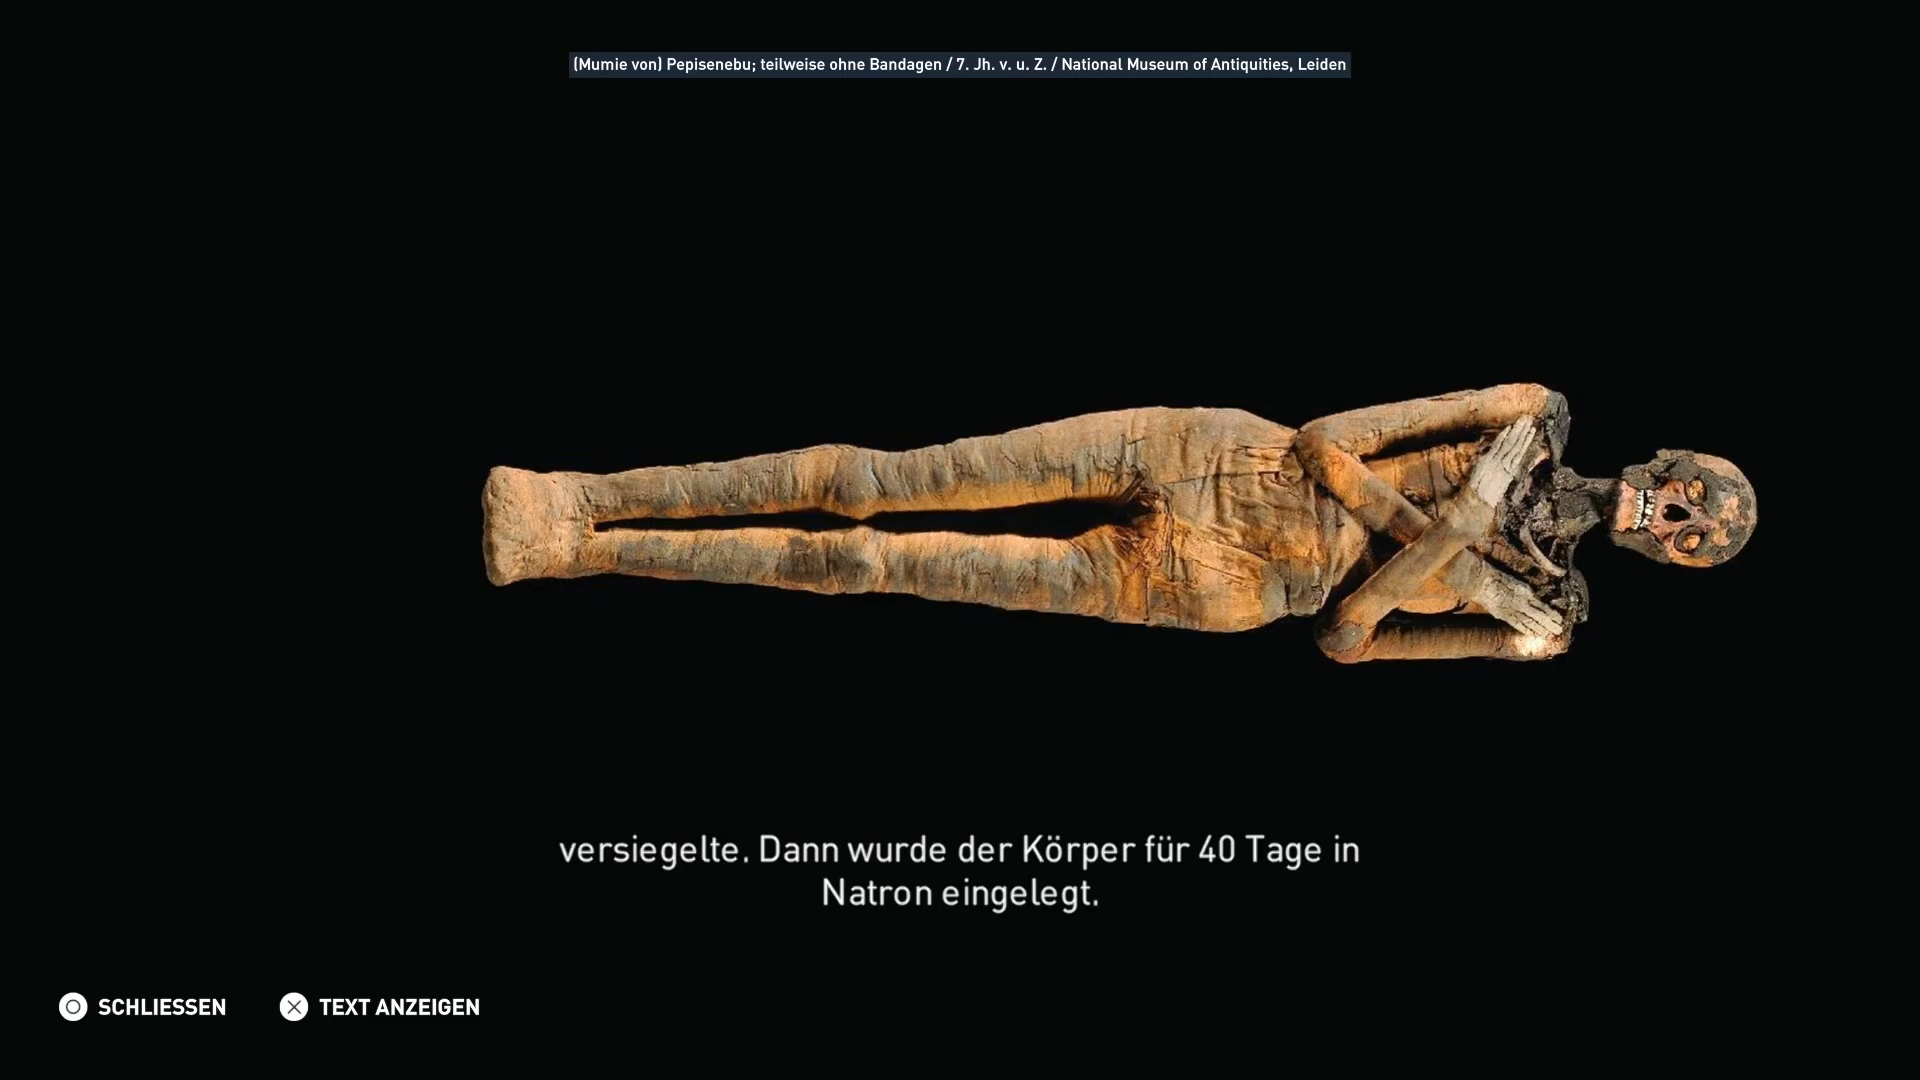 (Mumie von) Pepisenebu; teilweise ohne Bandagen / 7. Jh. v. u. Z. / National Museum of Antiquities, Leiden
versiegelte. Dann wurde der Körper für 40 Tage in
Natron eingelegt.
SCHLIESSEN TEXT ANZEIGEN